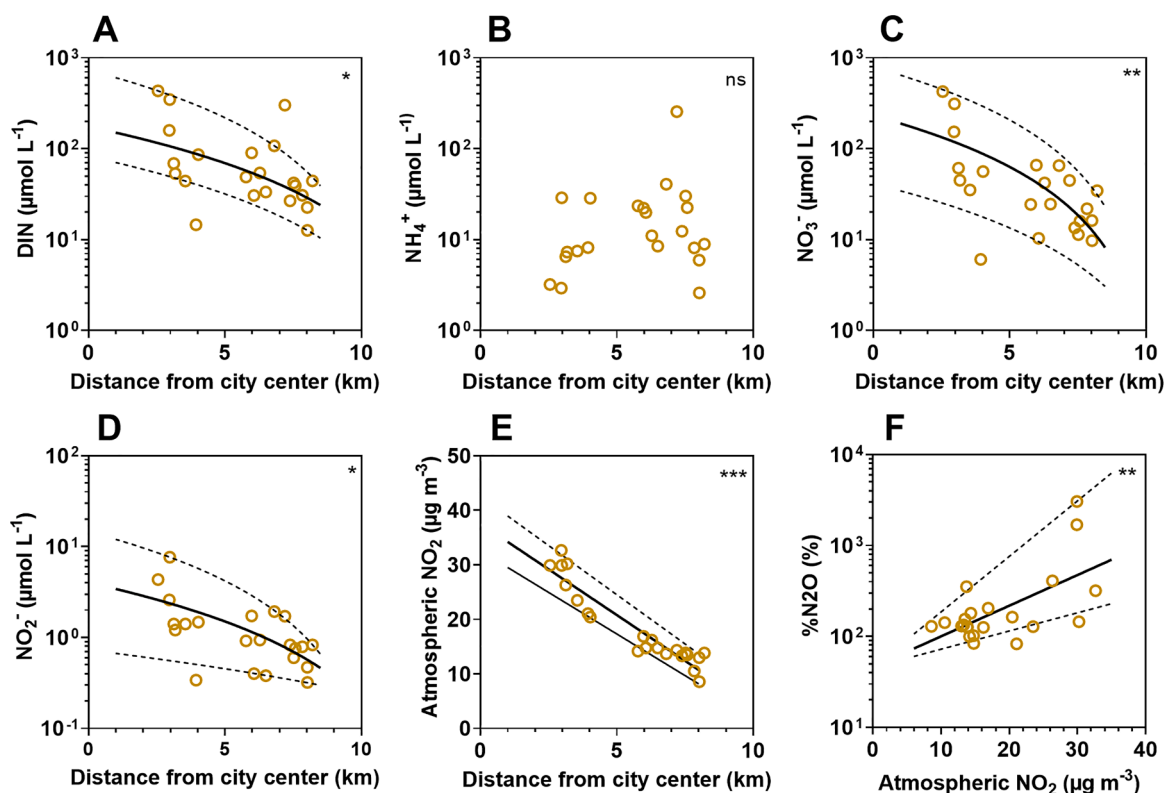 A
B
C
10³
10²
10¹
10⁰
0
5
10
*
DIN (µmol L⁻¹)
Distance from city center (km)
10³
10²
10¹
10⁰
0
5
10
ns
NH₄⁺ (µmol L⁻¹⁾
Distance from city center (km)
10³
10²
10¹
10⁰
0
5
10
**
NO₃⁻ (µmol L⁻¹)
Distance from city center (km)
D
E
F
10²
10¹
10⁰
10⁻¹
0
5
10
*
NO₂⁻ (µmol L⁻¹)
Distance from city center (km)
50
40
30
20
10
0
0
5
10
***
Atmospheric NO₂ (µg m⁻³)
Distance from city center (km)
10⁴
10³
10²
10¹
0
10
20
30
40
**
%N2O (%)
Atmospheric NO₂ (µg m⁻³)